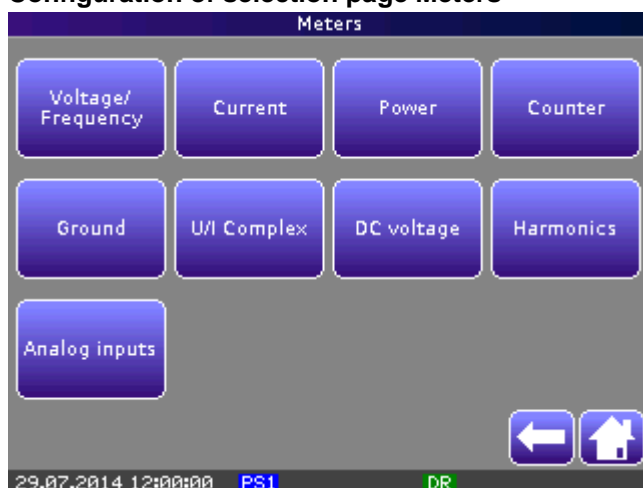 Configuration of selection page Meters
Meters
Voltage/
Frequency
Current
Power
Counter
Ground
U/I Complex
DC voltage
Harmonics
Analog inputs
29.07.2014 12:00:00 PS1 DR